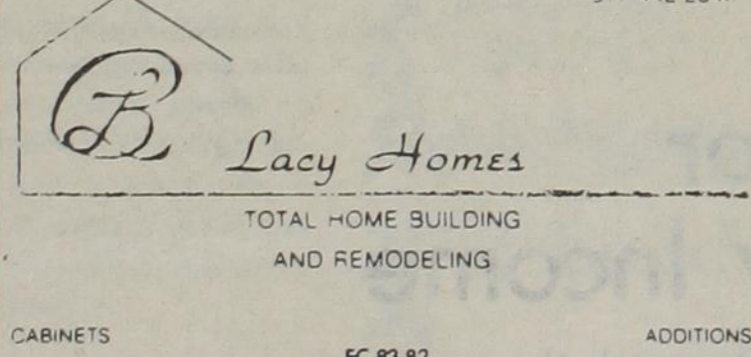 B Lacy Homes
TOTAL HOME BUILDING
AND REMODELING
CABINETS ADDITIONS